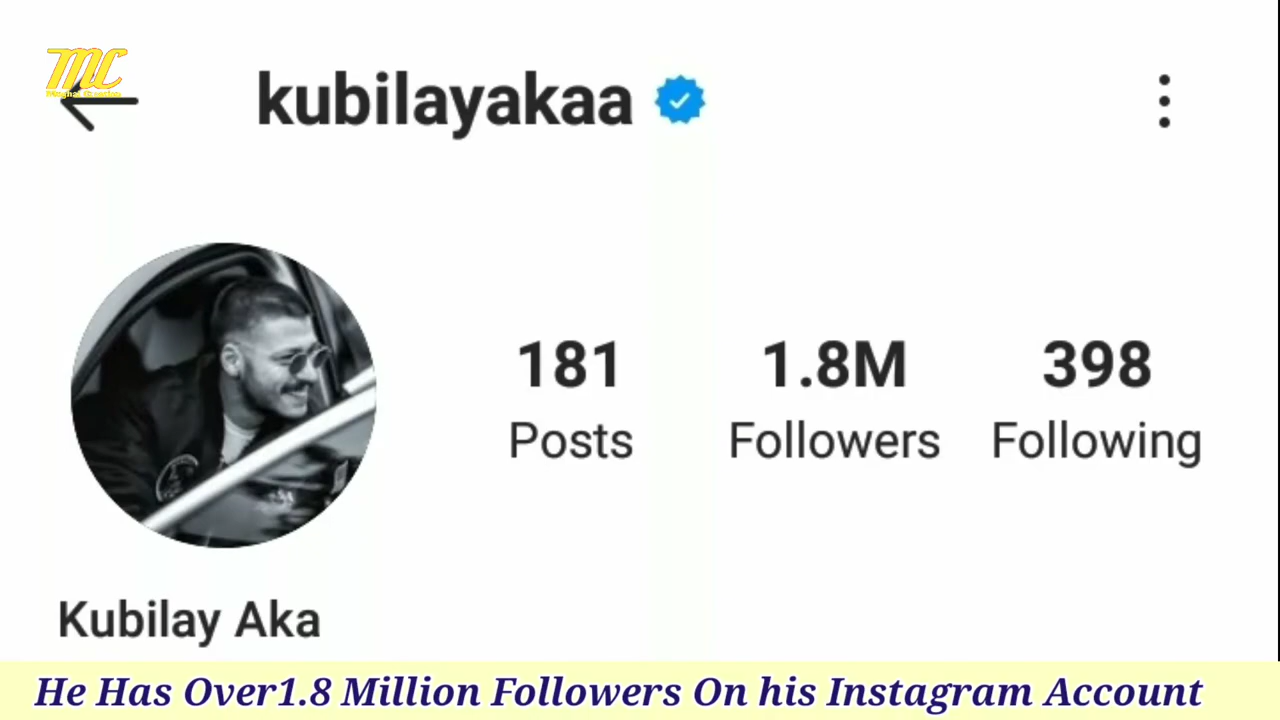 MC
kubilayakaa
181
1.8M
398
Posts
Followers
Following
Kubilay Aka
He Has Over1.8 Million Followers On his Instagram Account